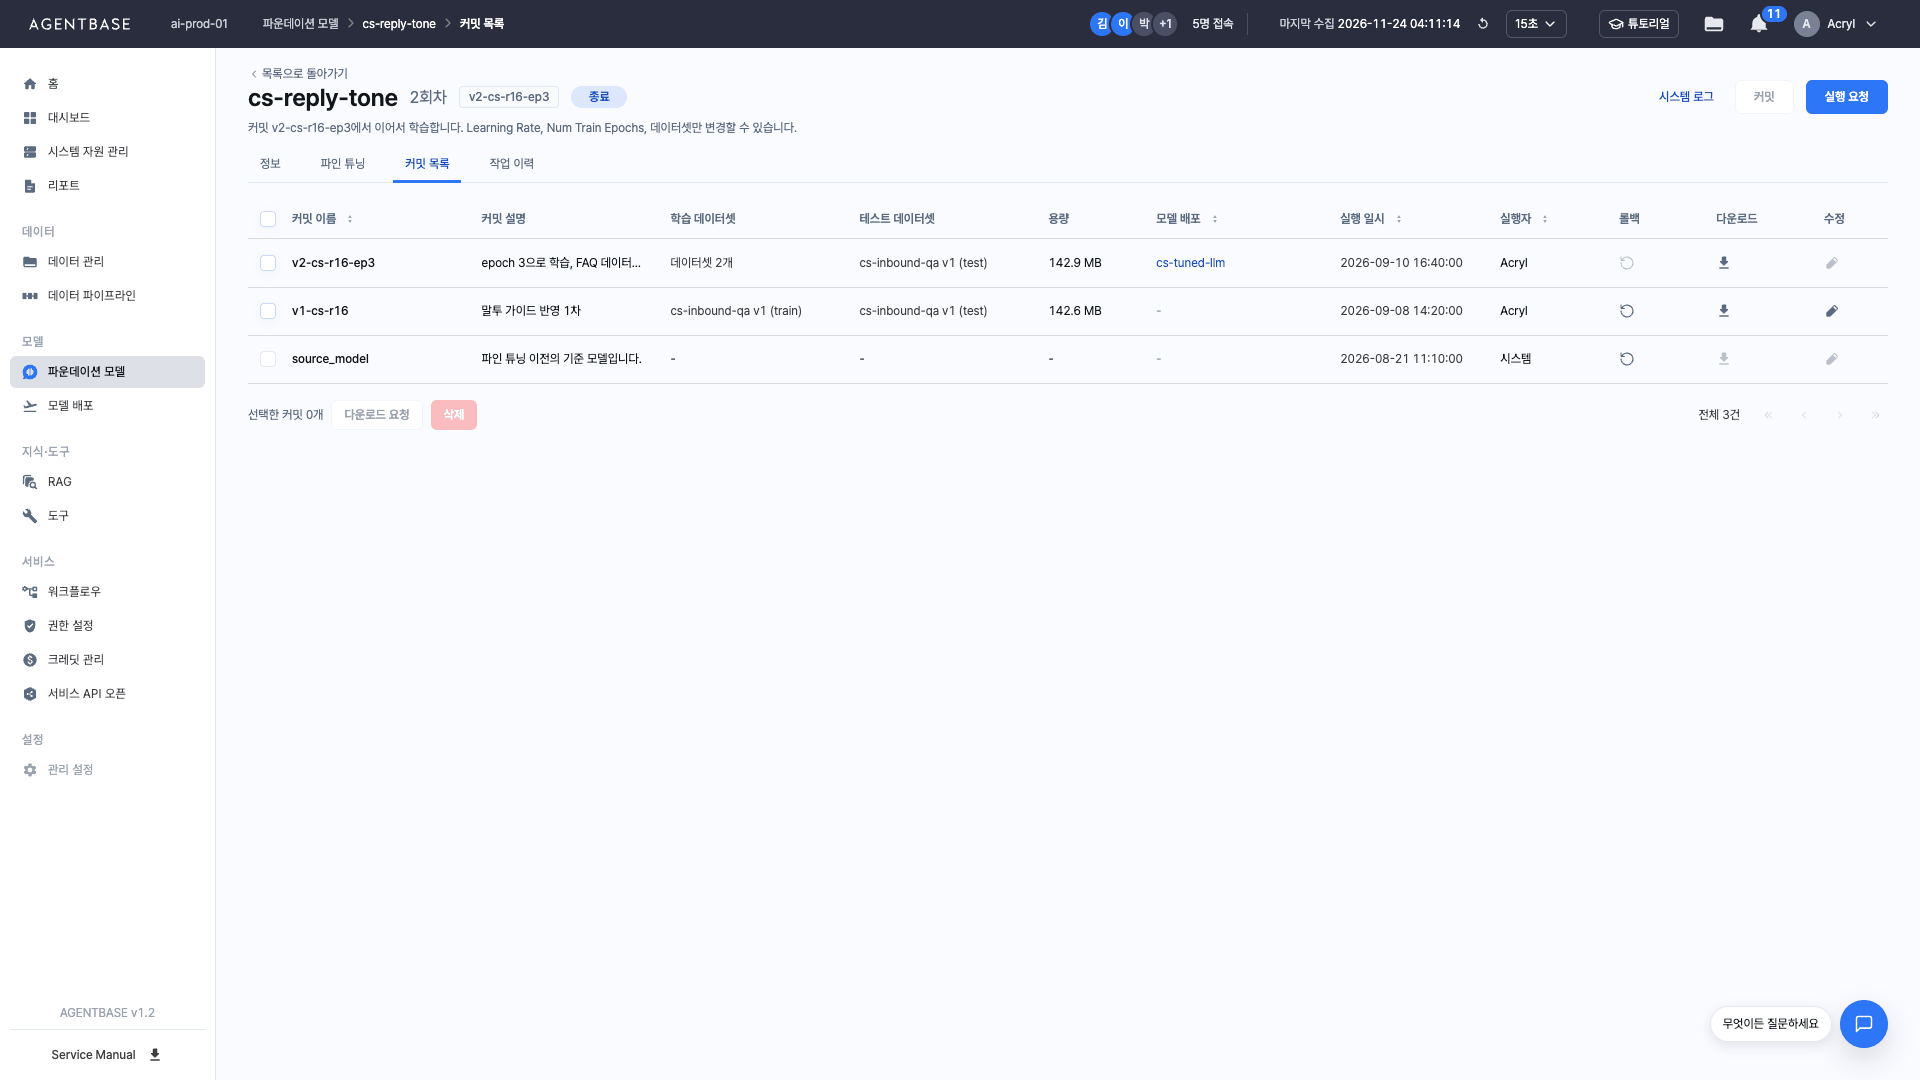 AGENTBASE
ai-prod-01
파운데이션 모델
cs-reply-tone
커밋 목록
김
이
박
+1
5명 접속
마지막 수집 2026-11-24 04:11:14
15초
튜토리얼
11
A
Acryl
홈
대시보드
시스템 자원 관리
리포트
데이터
데이터 관리
데이터 파이프라인
모델
파운데이션 모델
모델 배포
지식·도구
RAG
도구
서비스
워크플로우
권한 설정
크레딧 관리
서비스 API 오픈
설정
관리 설정
AGENTBASE v1.2
Service Manual
목록으로 돌아가기
cs-reply-tone 2회차 v2-cs-r16-ep3 종료
시스템 로그 커밋 실행 요청
커밋 v2-cs-r16-ep3에서 이어서 학습합니다. Learning Rate, Num Train Epochs, 데이터셋만 변경할 수 있습니다.
정보 파인 튜닝 커밋 목록 작업 이력
커밋 이름 커밋 설명 학습 데이터셋 테스트 데이터셋 용량 모델 배포 실행 일시 실행자 롤백 다운로드 수정
v2-cs-r16-ep3 epoch 3으로 학습, FAQ 데이터... 데이터셋 2개 cs-inbound-qa v1 (test) 142.9 MB cs-tuned-llm 2026-09-10 16:40:00 Acryl
v1-cs-r16 말투 가이드 반영 1차 cs-inbound-qa v1 (train) cs-inbound-qa v1 (test) 142.6 MB - 2026-09-08 14:20:00 Acryl
source_model 파인 튜닝 이전의 기준 모델입니다. - - - - 2026-08-21 11:10:00 시스템
선택한 커밋 0개 다운로드 요청 삭제
전체 3건
무엇이든 질문하세요